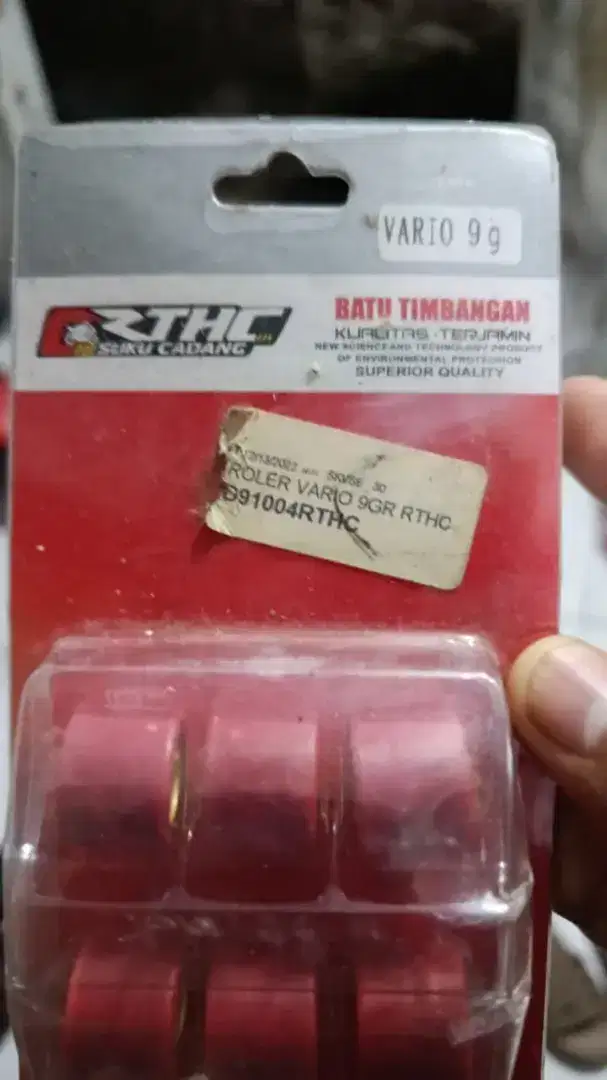 VARIO 9g
RTHC
SUKU CADANG
BATU TIMBANGAN
KUALITAS - TERJAMIN
NEW SCIENCE AND TECHNOLOGY PRODUCT
OF ENVIRONMENTAL PROTECTION
SUPERIOR QUALITY
ROLER VARIO 9GR RTHC
B91004RTHC